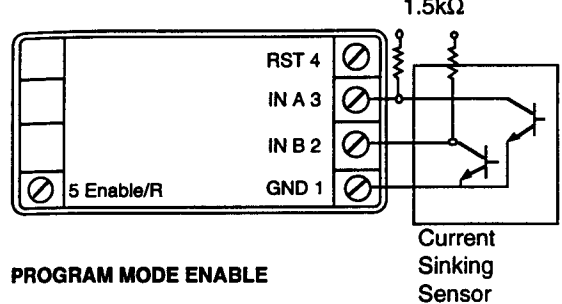 1.5kΩ
RST 4
IN A 3
IN B 2
5 Enable/R
GND 1
Current
Sinking
Sensor
PROGRAM MODE ENABLE